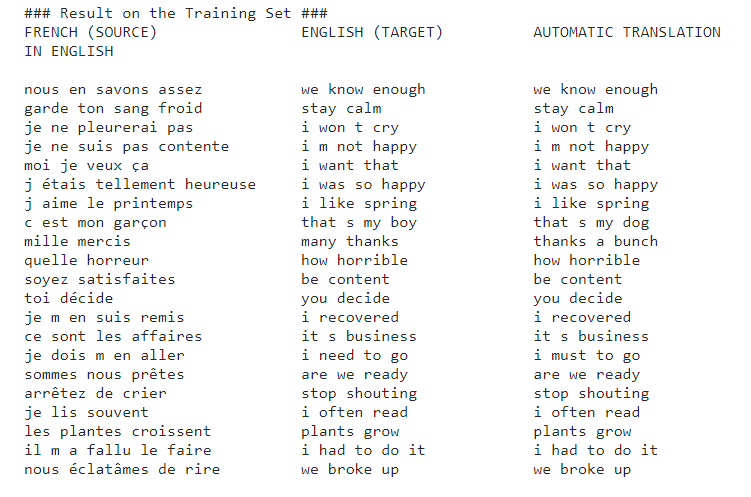 ### Result on the Training Set ###
FRENCH (SOURCE) ENGLISH (TARGET) AUTOMATIC TRANSLATION
IN ENGLISH
nous en savons assez we know enough we know enough
garde ton sang froid stay calm stay calm
je ne pleurerai pas i won t cry i won t cry
je ne suis pas contente i m not happy i m not happy
moi je veux ça i want that i want that
j étais tellement heureuse i was so happy i was so happy
j aime le printemps i like spring i like spring
c est mon garçon that s my boy that s my dog
mille mercis many thanks thanks a bunch
quelle horreur how horrible how horrible
soyez satisfaites be content be content
toi décide you decide you decide
je m en suis remis i recovered i recovered
ce sont les affaires it s business it s business
je dois m en aller i need to go i must to go
sommes nous prêtes are we ready are we ready
arrêtez de crier stop shouting stop shouting
je lis souvent i often read i often read
les plantes croissent plants grow plants grow
il m a fallu le faire i had to do it i had to do it
nous éclatâmes de rire we broke up we broke up